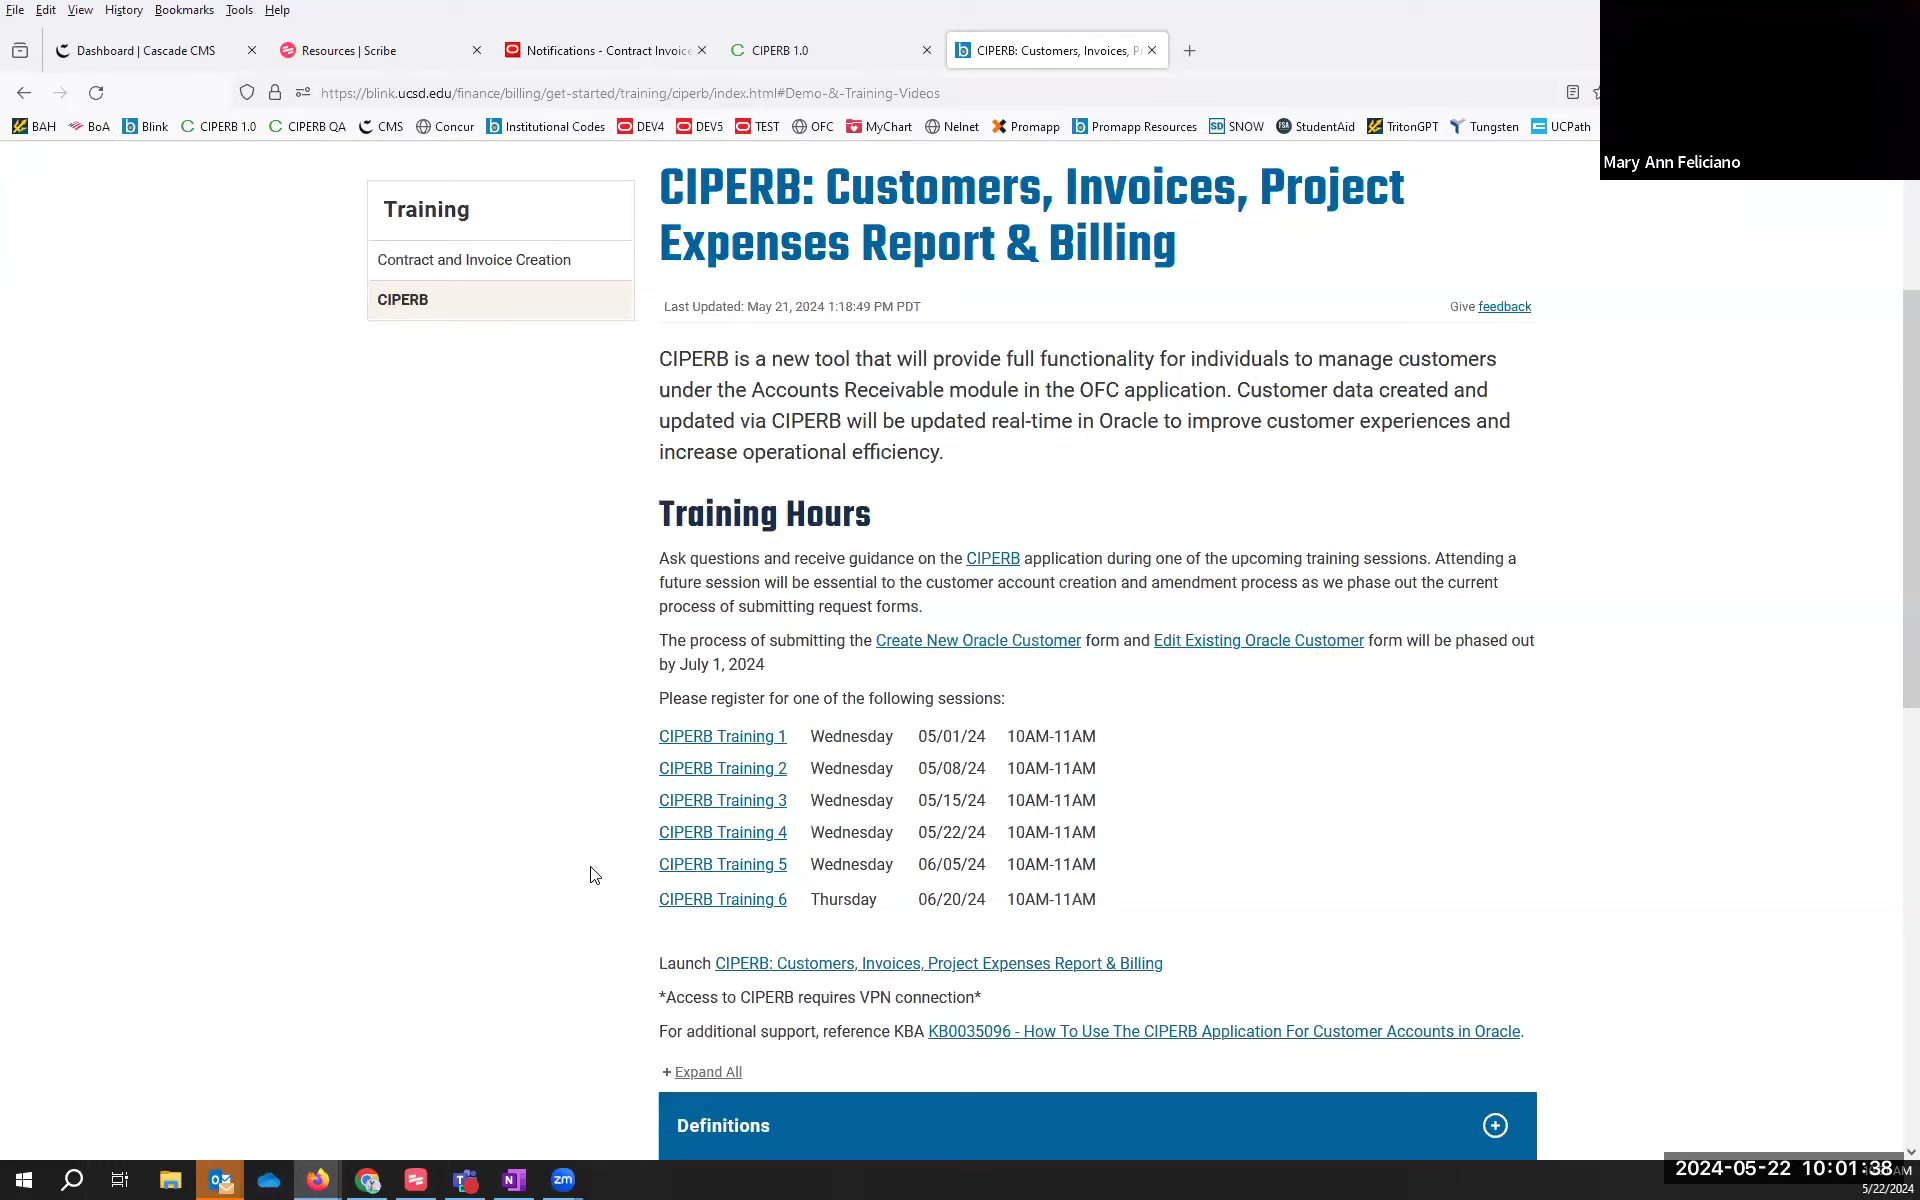 File Edit View History Bookmarks Tools Help
Dashboard | Cascade CMS
Resources | Scribe
Notifications - Contract Invoice
CIPERB 1.0
CIPERB: Customers, Invoices, P
https://blink.ucsd.edu/finance/billing/get-started/training/ciperb/index.html#Demo-&-Training-Videos
BAH BoA Blink CIPERB 1.0 CIPERB QA CMS Concur Institutional Codes DEV4 DEV5 TEST OFC MyChart Nelnet Promapp Promapp Resources SNOW StudentAid TritonGPT Tungsten UCPath
Mary Ann Feliciano
Training
Contract and Invoice Creation
CIPERB
CIPERB: Customers, Invoices, Project
Expenses Report & Billing
Last Updated: May 21, 2024 1:18:49 PM PDT
Give feedback
CIPERB is a new tool that will provide full functionality for individuals to manage customers
under the Accounts Receivable module in the OFC application. Customer data created and
updated via CIPERB will be updated real-time in Oracle to improve customer experiences and
increase operational efficiency.
Training Hours
Ask questions and receive guidance on the CIPERB application during one of the upcoming training sessions. Attending a
future session will be essential to the customer account creation and amendment process as we phase out the current
process of submitting request forms.
The process of submitting the Create New Oracle Customer form and Edit Existing Oracle Customer form will be phased out
by July 1, 2024
Please register for one of the following sessions:
CIPERB Training 1 Wednesday 05/01/24 10AM-11AM
CIPERB Training 2 Wednesday 05/08/24 10AM-11AM
CIPERB Training 3 Wednesday 05/15/24 10AM-11AM
CIPERB Training 4 Wednesday 05/22/24 10AM-11AM
CIPERB Training 5 Wednesday 06/05/24 10AM-11AM
CIPERB Training 6 Thursday 06/20/24 10AM-11AM
Launch CIPERB: Customers, Invoices, Project Expenses Report & Billing
*Access to CIPERB requires VPN connection*
For additional support, reference KBA KB0035096 - How To Use The CIPERB Application For Customer Accounts in Oracle.
+ Expand All
Definitions
zm
2024-05-22 10:01:38
5/22/2024